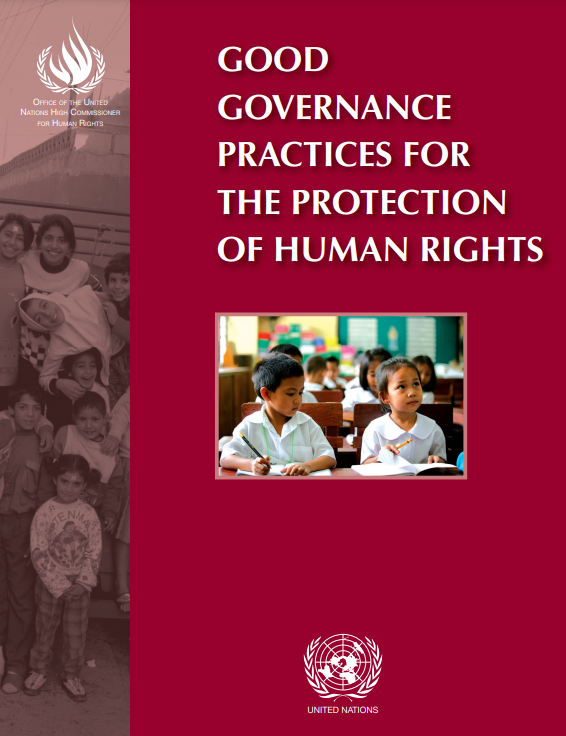 OFFICE OF THE UNITED
NATIONS HIGH COMMISSIONER
FOR HUMAN RIGHTS
GOOD
GOVERNANCE
PRACTICES FOR
THE PROTECTION
OF HUMAN RIGHTS
UNITED NATIONS